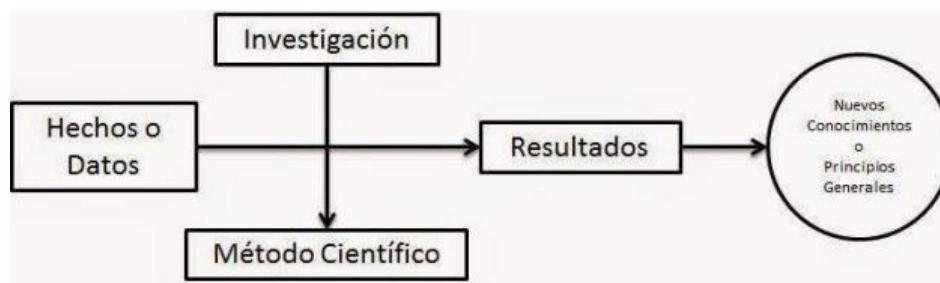 Investigación
Hechos o
Datos
Resultados
Nuevos
Conocimientos
o
Principios
Generales
Método Científico